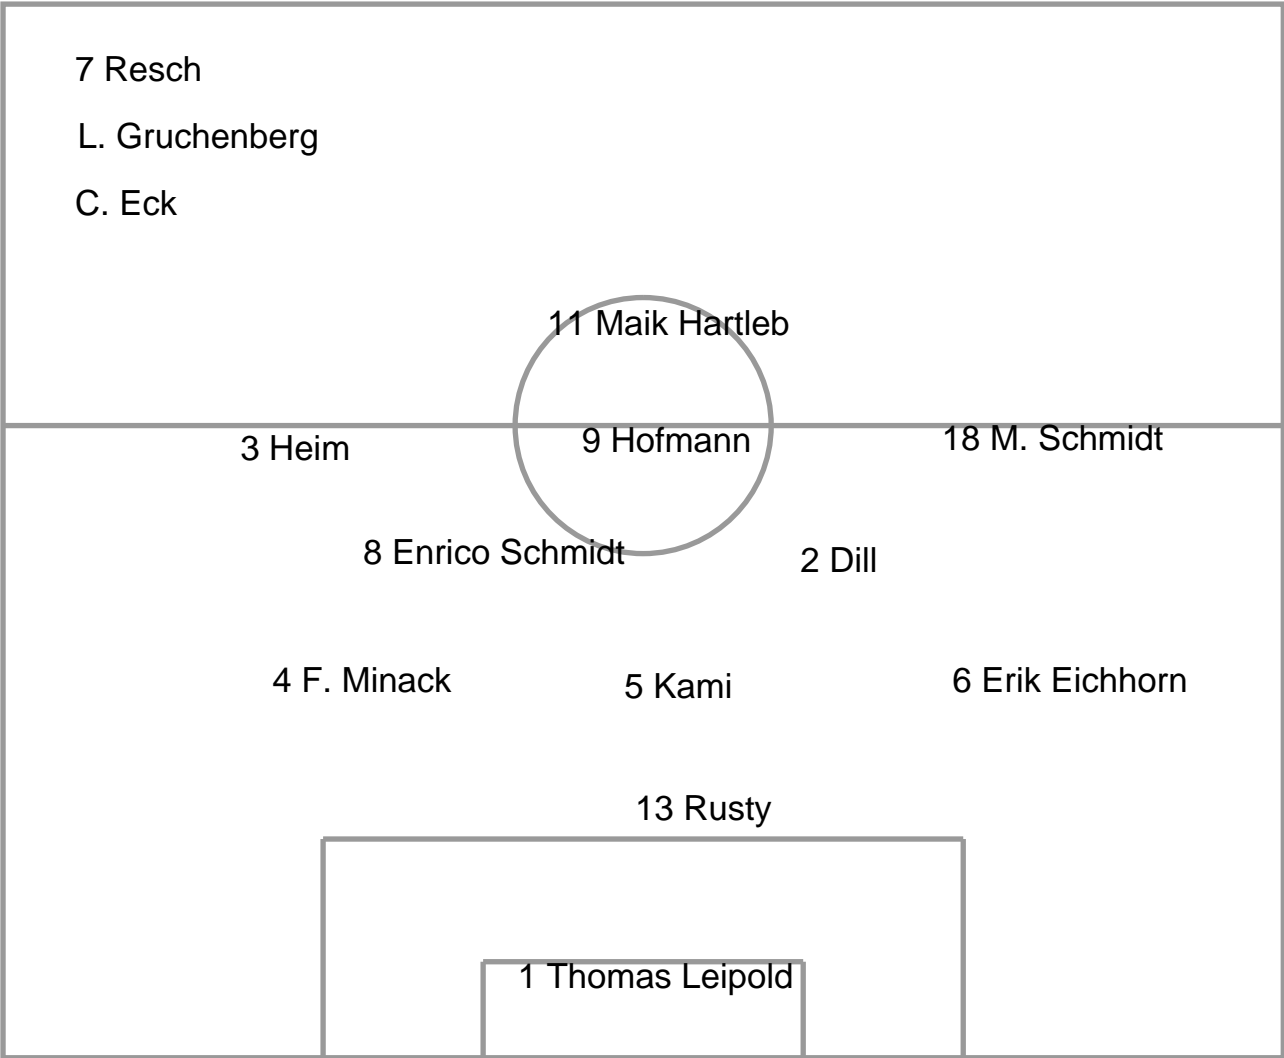 7 Resch
L. Gruchenberg
C. Eck
11 Maik Hartleb
3 Heim
9 Hofmann
18 M. Schmidt
8 Enrico Schmidt
2 Dill
4 F. Minack
5 Kami
6 Erik Eichhorn
13 Rusty
1 Thomas Leipold